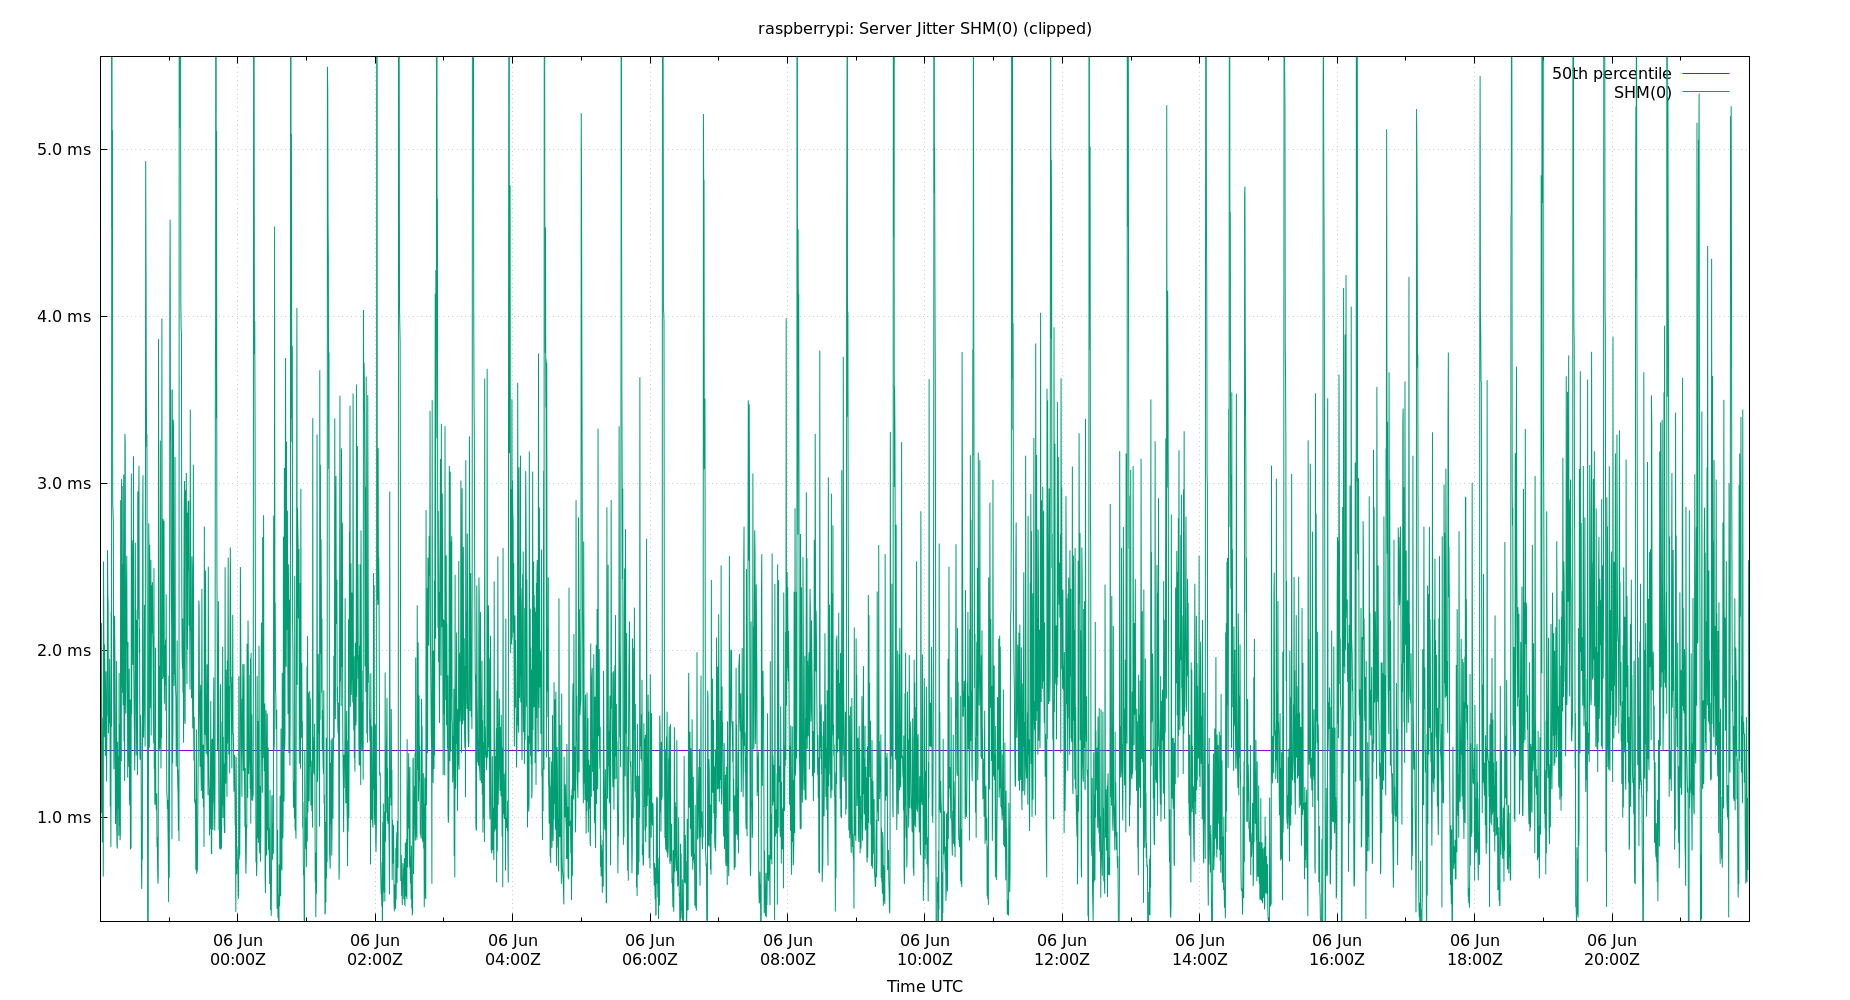 raspberrypi: Server Jitter SHM(0) (clipped)
50th percentile
SHM(0)
5.0 ms
4.0 ms
3.0 ms
2.0 ms
1.0 ms
06 Jun 06 Jun 06 Jun 06 Jun 06 Jun 06 Jun 06 Jun 06 Jun 06 Jun 06 Jun 06 Jun
00:00Z 02:00Z 04:00Z 06:00Z 08:00Z 10:00Z 12:00Z 14:00Z 16:00Z 18:00Z 20:00Z
Time UTC